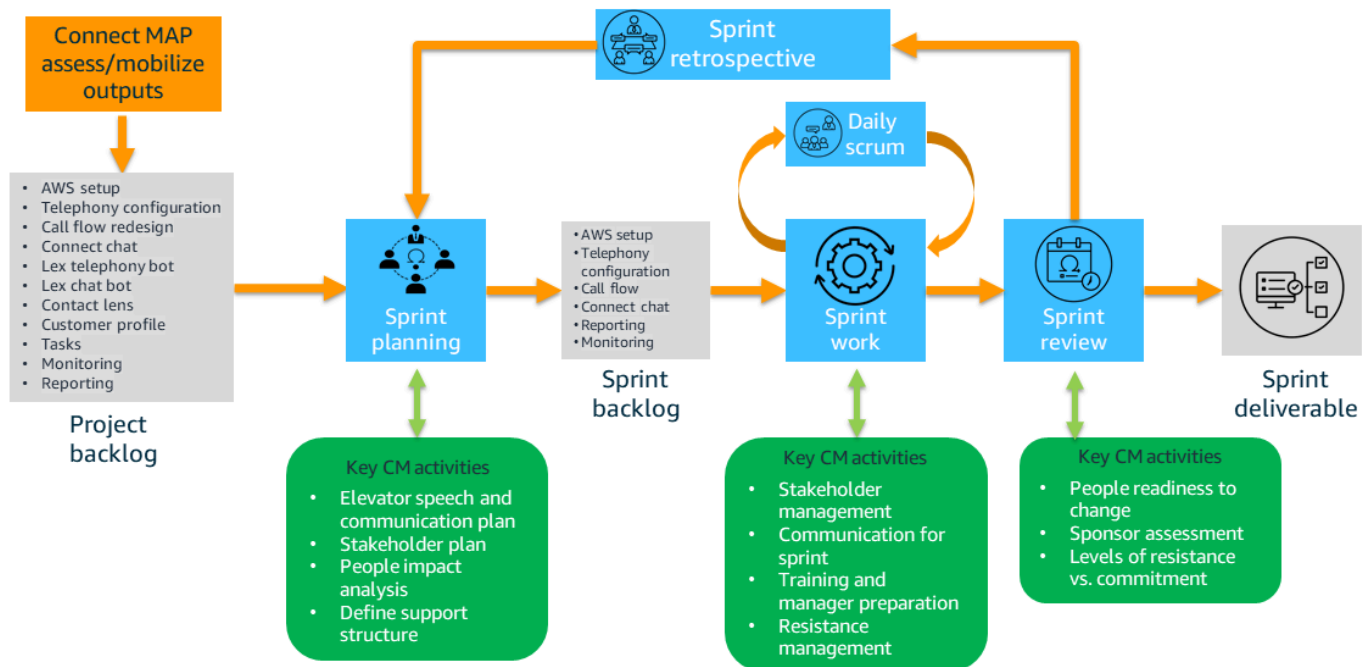 Connect MAP
assess/mobilize
outputs
Sprint
retrospective
Daily
scrum
• AWS setup
• Telephony configuration
• Call flow redesign
• Connect chat
• Lex telephony bot
• Lex chat bot
• Contact lens
• Customer profile
• Tasks
• Monitoring
• Reporting
Project
backlog
Sprint
planning
• AWS setup
• Telephony
configuration
• Call flow
• Connect chat
• Reporting
• Monitoring
Sprint
backlog
Sprint
work
Sprint
review
Sprint
deliverable
Key CM activities
• Elevator speech and
communication plan
• Stakeholder plan
• People impact
analysis
• Define support
structure
Key CM activities
• Stakeholder
management
• Communication for
sprint
• Training and
manager preparation
• Resistance
management
Key CM activities
• People readiness to
change
• Sponsor assessment
• Levels of resistance
vs. commitment